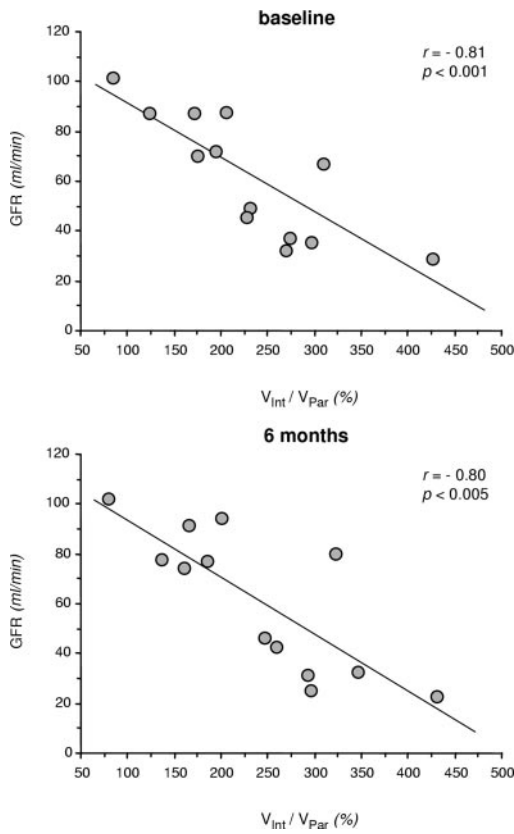 baseline
r = - 0.81
p < 0.001
120
100
80
60
40
20
0
GFR (ml/min)
50 100 150 200 250 300 350 400 450 500
V_Int / V_Par (%)
6 months
r = - 0.80
p < 0.005
120
100
80
60
40
20
0
GFR (ml/min)
50 100 150 200 250 300 350 400 450 500
V_Int / V_Par (%)